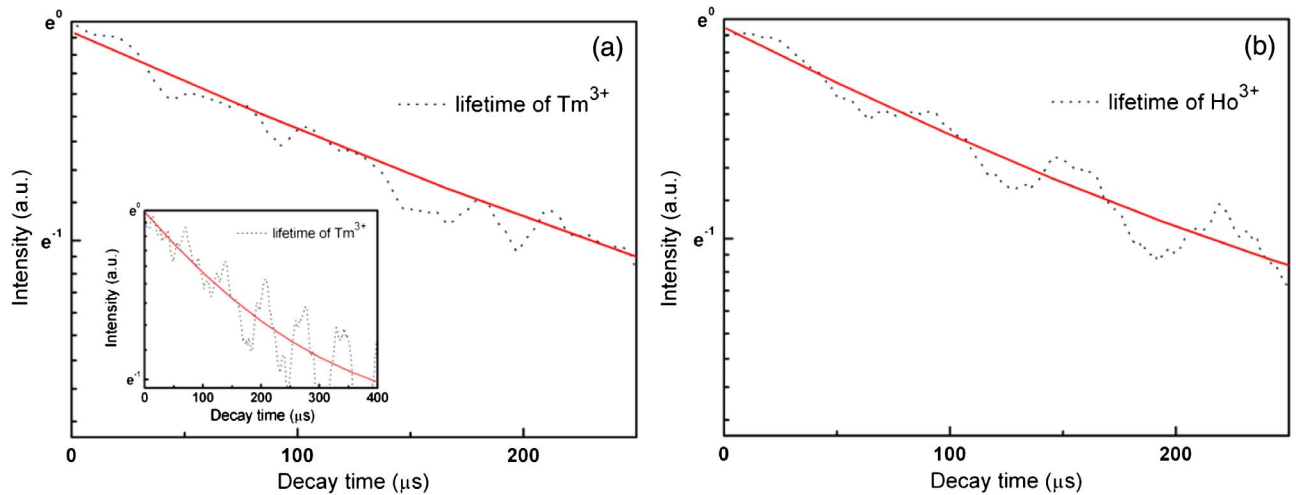 (a)
e⁰
lifetime of Tm³⁺
Intensity (a.u.)
e⁻¹
0
100
200
Decay time (μs)
e⁰
lifetime of Tm³⁺
Intensity (a.u.)
e⁻¹
0
100
200
300
400
Decay time (μs)
(b)
e⁰
lifetime of Ho³⁺
Intensity (a.u.)
e⁻¹
0
100
200
Decay time (μs)